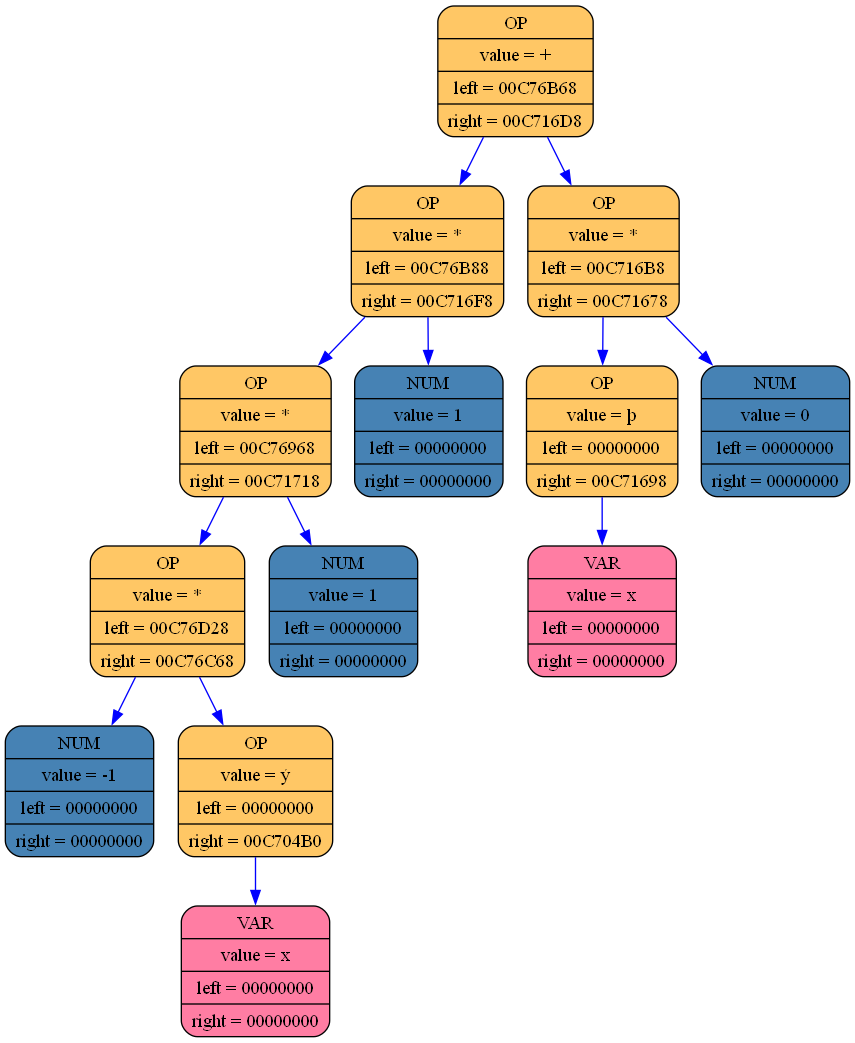 OP
value = +
left = 00C76B68
right = 00C716D8
OP
value = *
left = 00C76B88
right = 00C716F8
OP
value = *
left = 00C716B8
right = 00C71678
OP
value = *
left = 00C76968
right = 00C71718
NUM
value = 1
left = 00000000
right = 00000000
OP
value = þ
left = 00000000
right = 00C71698
NUM
value = 0
left = 00000000
right = 00000000
OP
value = *
left = 00C76D28
right = 00C76C68
NUM
value = 1
left = 00000000
right = 00000000
VAR
value = x
left = 00000000
right = 00000000
NUM
value = -1
left = 00000000
right = 00000000
OP
value = ý
left = 00000000
right = 00C704B0
VAR
value = x
left = 00000000
right = 00000000